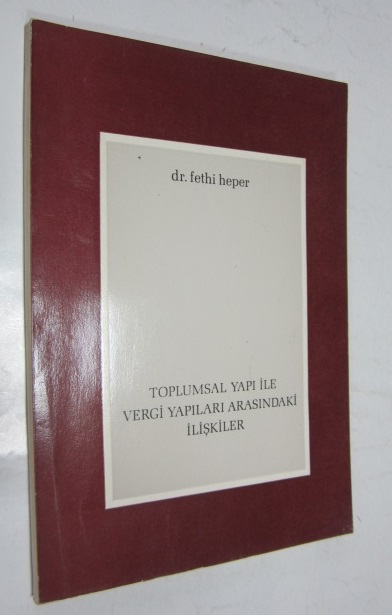 dr. fethi heper
TOPLUMSAL YAPI İLE
VERGİ YAPILARI ARASINDAKİ
İLİŞKİLER